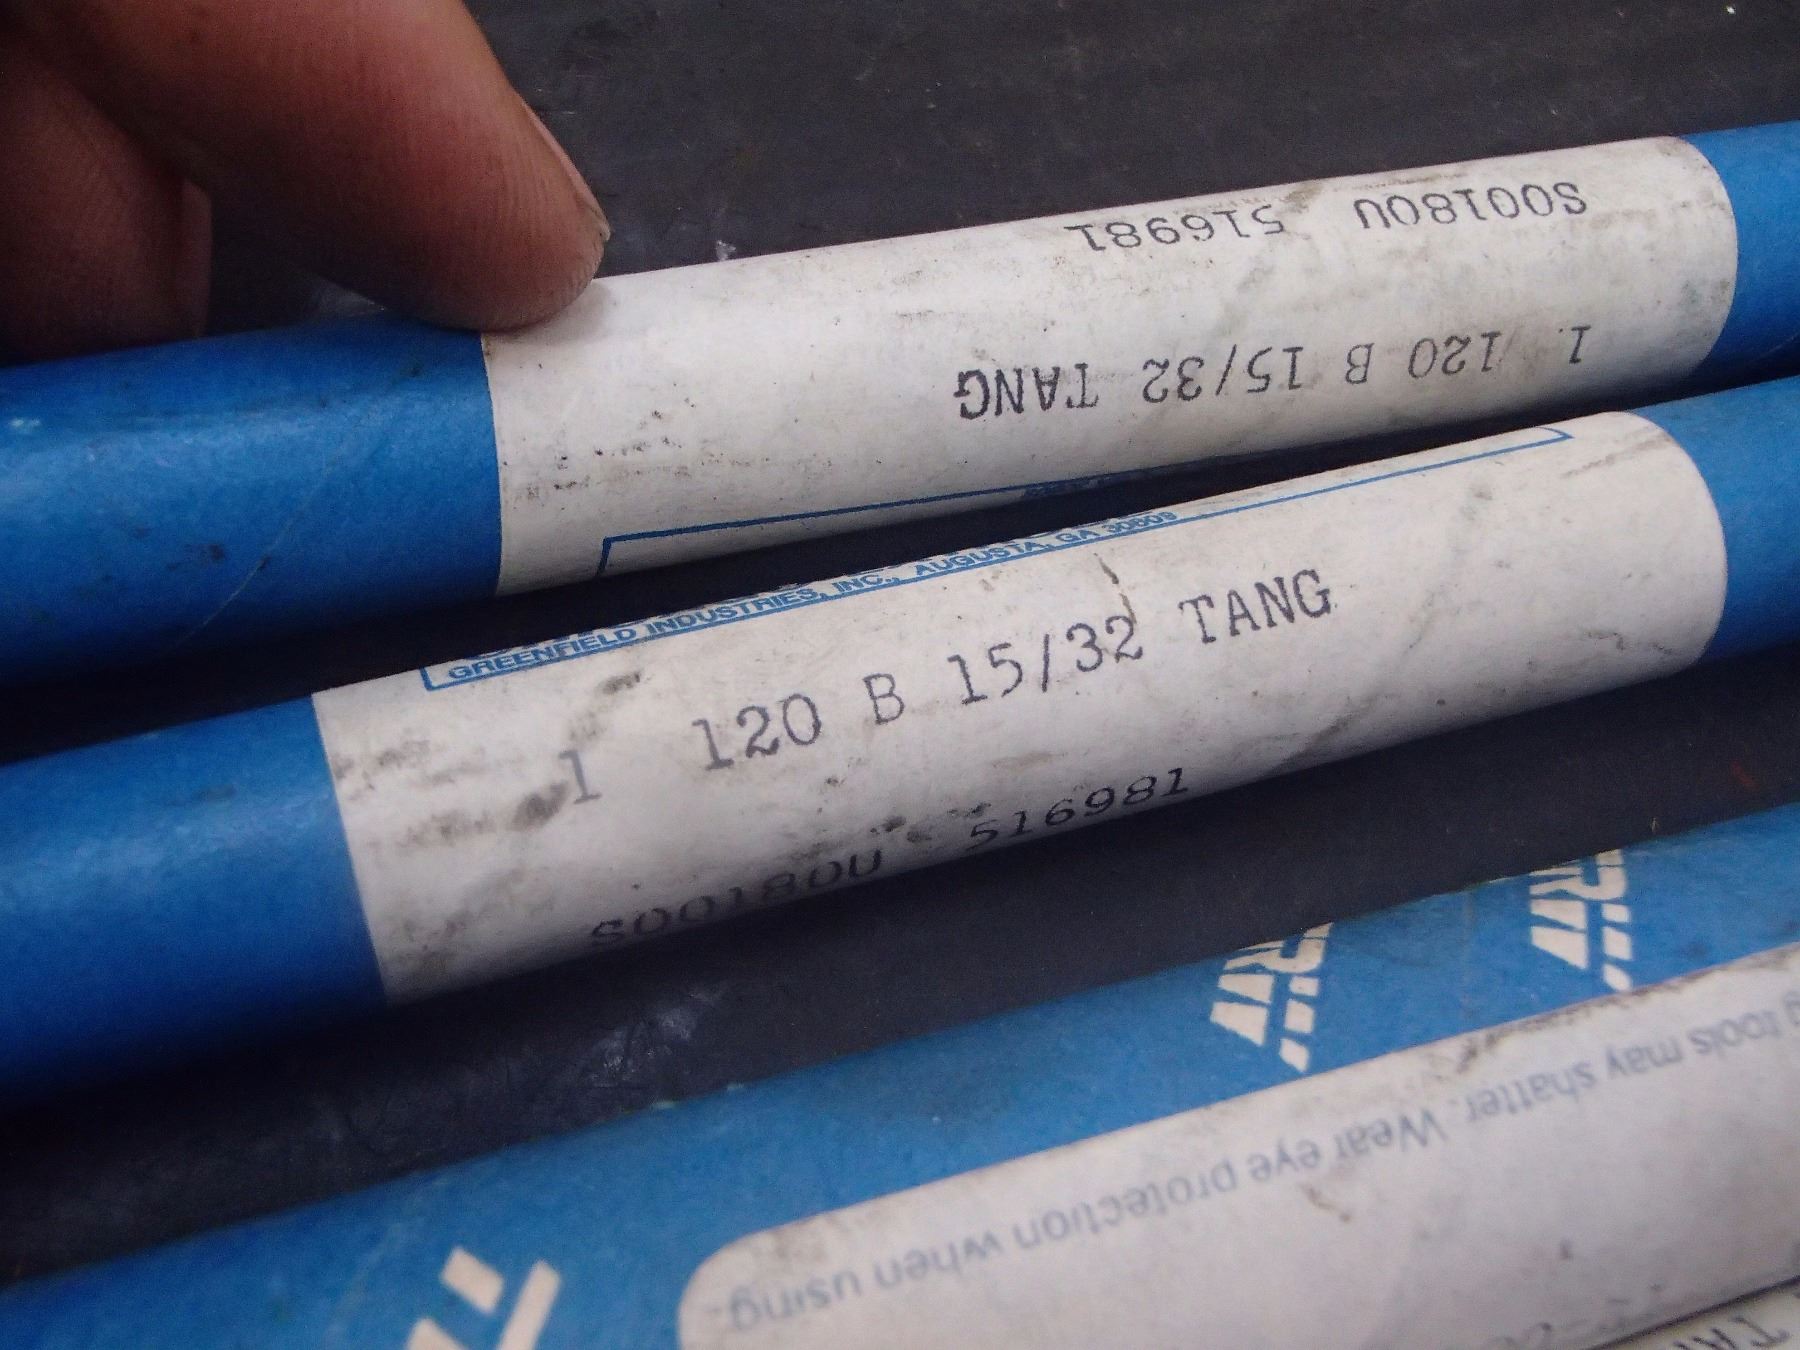 S00180U 516981
1 120 B 15/32 TANG
GREENFIELD INDUSTRIES, INC., AUGUSTA, GA 30809
1 120 B 15/32 TANG
S00180U 516981
tools may shatter. Wear eye protection when using.